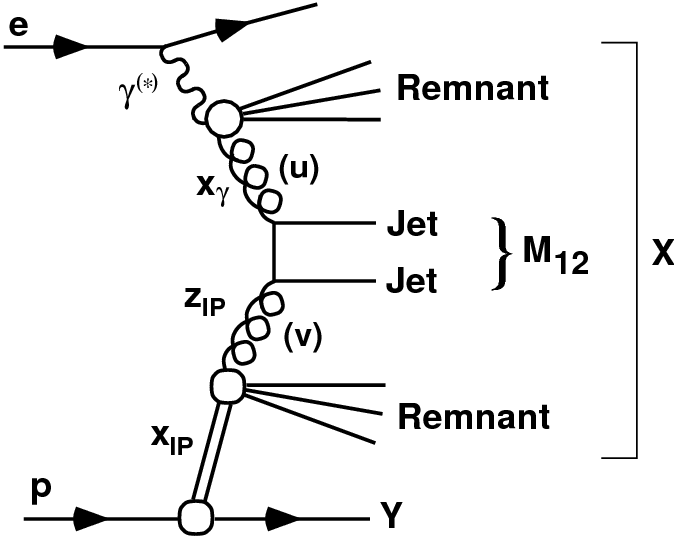 e
γ(*)
Remnant
xγ (u)
Jet
} M12
X
Jet
zIP
(v)
Remnant
xIP
p
Y